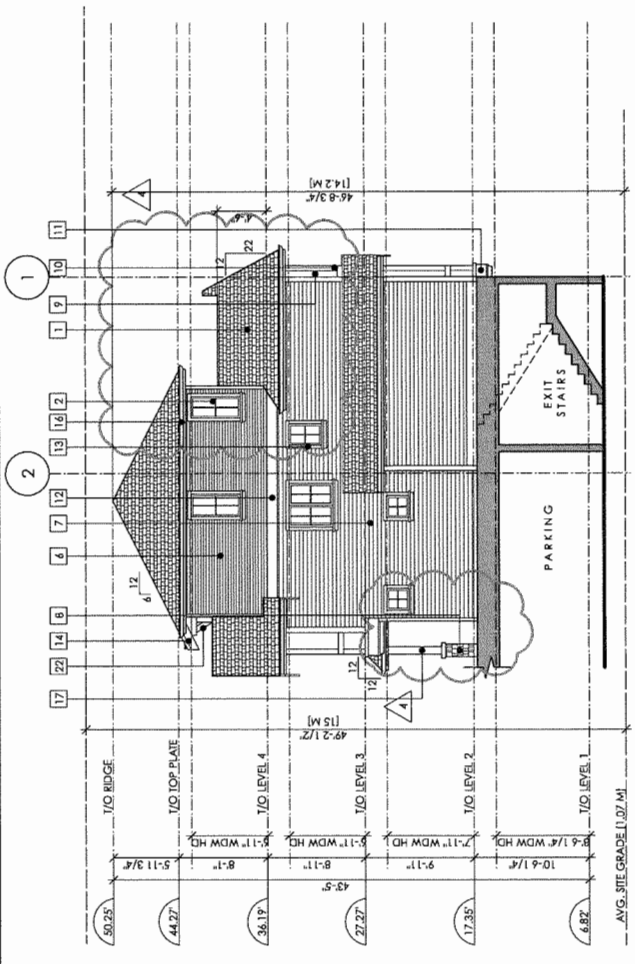 1
2
11
10
9
1
2
16
13
12
7
6
8
14
22
17
4
46'-8 3/4"
[14.2 M]
4'-6"
12
22
12
6
12
12
4
EXIT
STAIRS
PARKING
49'-2 1/2"
[15 M]
T/O RIDGE
50.25'
T/O TOP PLATE
44.27'
T/O LEVEL 4
36.19'
T/O LEVEL 3
27.27'
T/O LEVEL 2
17.35'
T/O LEVEL 1
6.82'
AVG. SITE GRADE [1.07 M]
5'-11 3/4"
8'-1"
8'-11"
9'-11"
10'-6 1/4"
43'-5"
WDW HD
WDW HD
7'-11" WDW HD
8'-6 1/4" WDW HD